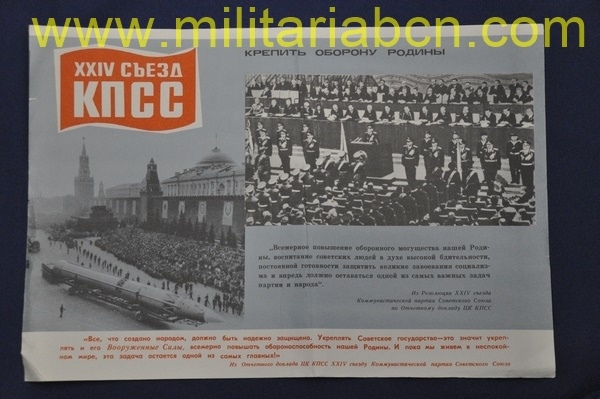 www.militariabcn.com
XXIV СЪЕЗД
КПСС
КРЕПИТЬ ОБОРОНУ РОДИНЫ
„Всемерное повышение оборонного могущества нашей Роди-
ны, воспитание советских людей в духе высокой бдительности,
постоянной готовности защитить великие завоевания социализ-
ма и впредь должно оставаться одной из самых важных задач
партии и народа“.
Из Резолюции XXIV съезда
Коммунистической партии Советского Союза
по Отчетному докладу ЦК КПСС
«Все, что создано народом, должно быть надежно защищено. Укреплять Советское государство—это значит укреп-
лять и его Вооруженные Силы, всемерно повышать обороноспособность нашей Родины. И пока мы живем в неспокой-
ном мире, эта задача остается одной из самых главных!»
Из Отчетного доклада ЦК КПСС XXIV съезду Коммунистической партии Советского Союза